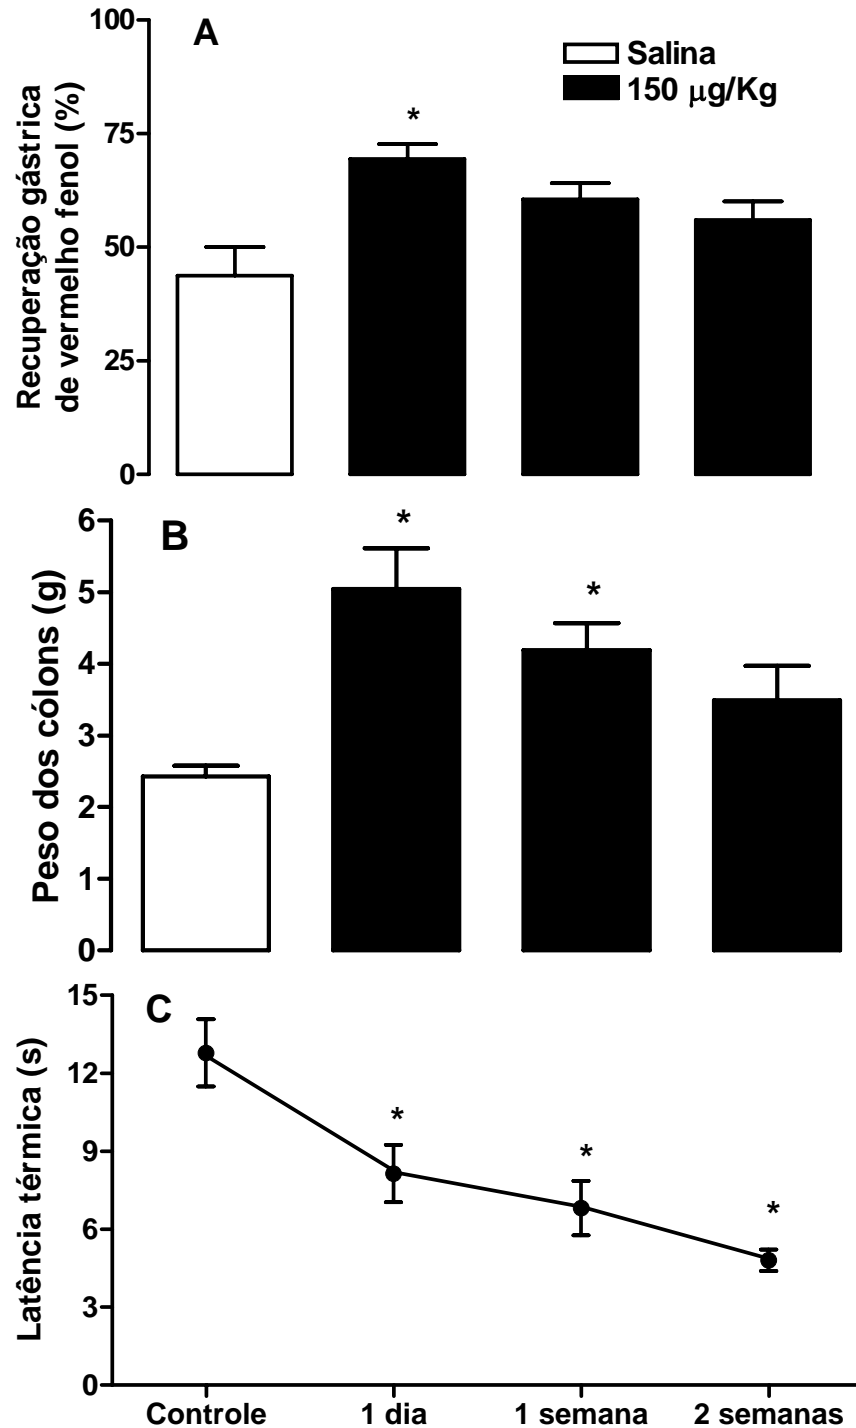 A
Salina
150 μg/Kg
Recuperação gástrica
de vermelho fenol (%)
100
75
50
25
0
*
B
Peso dos cólons (g)
6
5
4
3
2
1
0
*
*
C
Latência térmica (s)
15
12
9
6
3
0
*
*
*
Controle 1 dia 1 semana 2 semanas